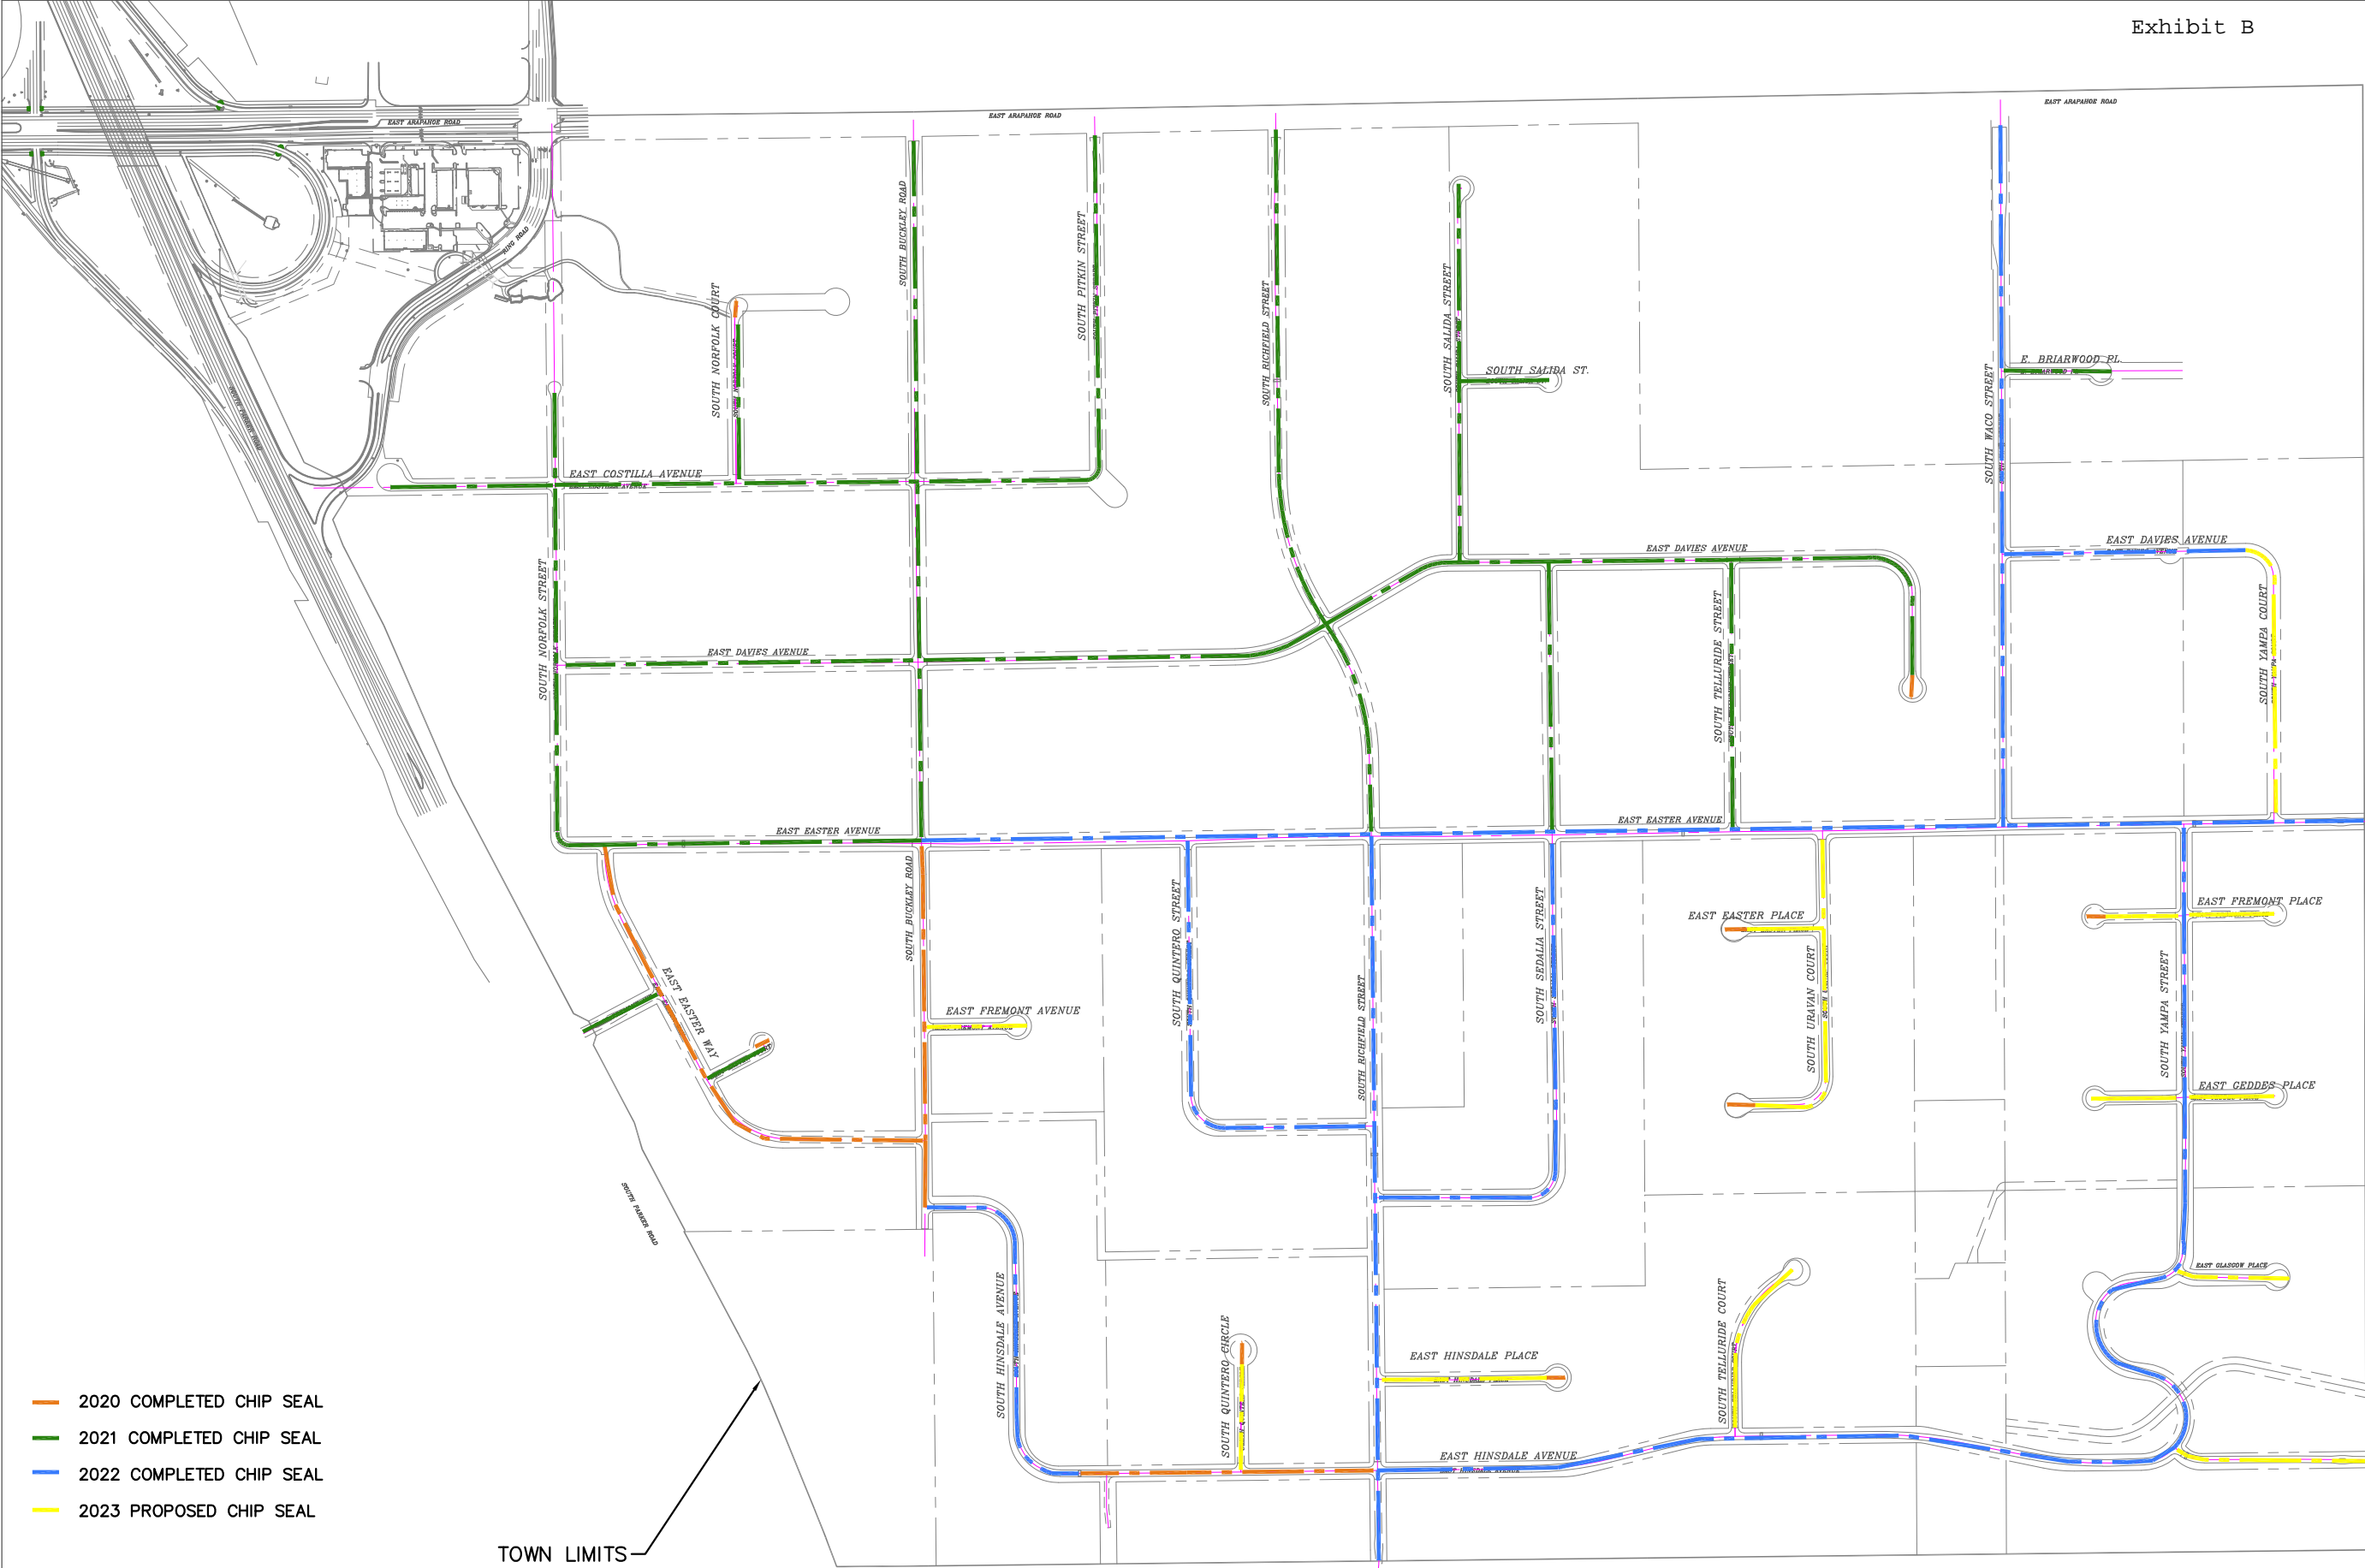 Exhibit B
EAST ARAPAHOE ROAD
EAST ARAPAHOE ROAD
EAST ARAPAHOE ROAD
SOUTH BUCKLEY ROAD
SOUTH PITKIN STREET
SOUTH NORFOLK COURT
SOUTH RICHFIELD STREET
SOUTH SALIDA STREET
SOUTH SALIDA ST.
E. BRIARWOOD PL.
SOUTH WACO STREET
SOUTH PARKER ROAD
EAST COSTILLA AVENUE
EAST DAVIES AVENUE
EAST DAVIES AVENUE
SOUTH NORFOLK STREET
EAST DAVIES AVENUE
SOUTH TELLURIDE STREET
SOUTH YAMPA COURT
EAST EASTER AVENUE
EAST EASTER AVENUE
SOUTH BUCKLEY ROAD
SOUTH QUINTERO STREET
SOUTH SEDALIA STREET
EAST EASTER PLACE
EAST FREMONT PLACE
EAST EASTER WAY
EAST FREMONT AVENUE
SOUTH RICHFIELD STREET
SOUTH URAVAN COURT
SOUTH YAMPA STREET
EAST GEDDES PLACE
SOUTH PARKER ROAD
EAST GLASGOW PLACE
SOUTH HINSDALE AVENUE
SOUTH QUINTERO CIRCLE
EAST HINSDALE PLACE
SOUTH TELLURIDE COURT
EAST HINSDALE AVENUE
EAST HINSDALE AVENUE
2020 COMPLETED CHIP SEAL
2021 COMPLETED CHIP SEAL
2022 COMPLETED CHIP SEAL
2023 PROPOSED CHIP SEAL
TOWN LIMITS